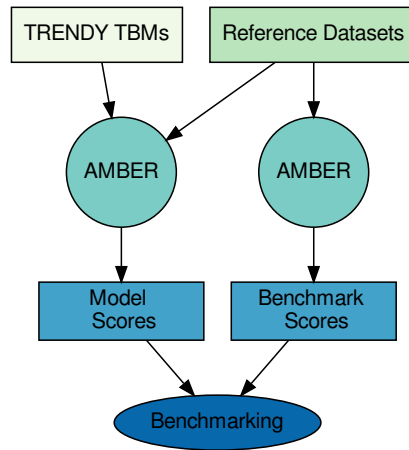 TRENDY TBMs
Reference Datasets
AMBER
AMBER
Model
Scores
Benchmark
Scores
Benchmarking